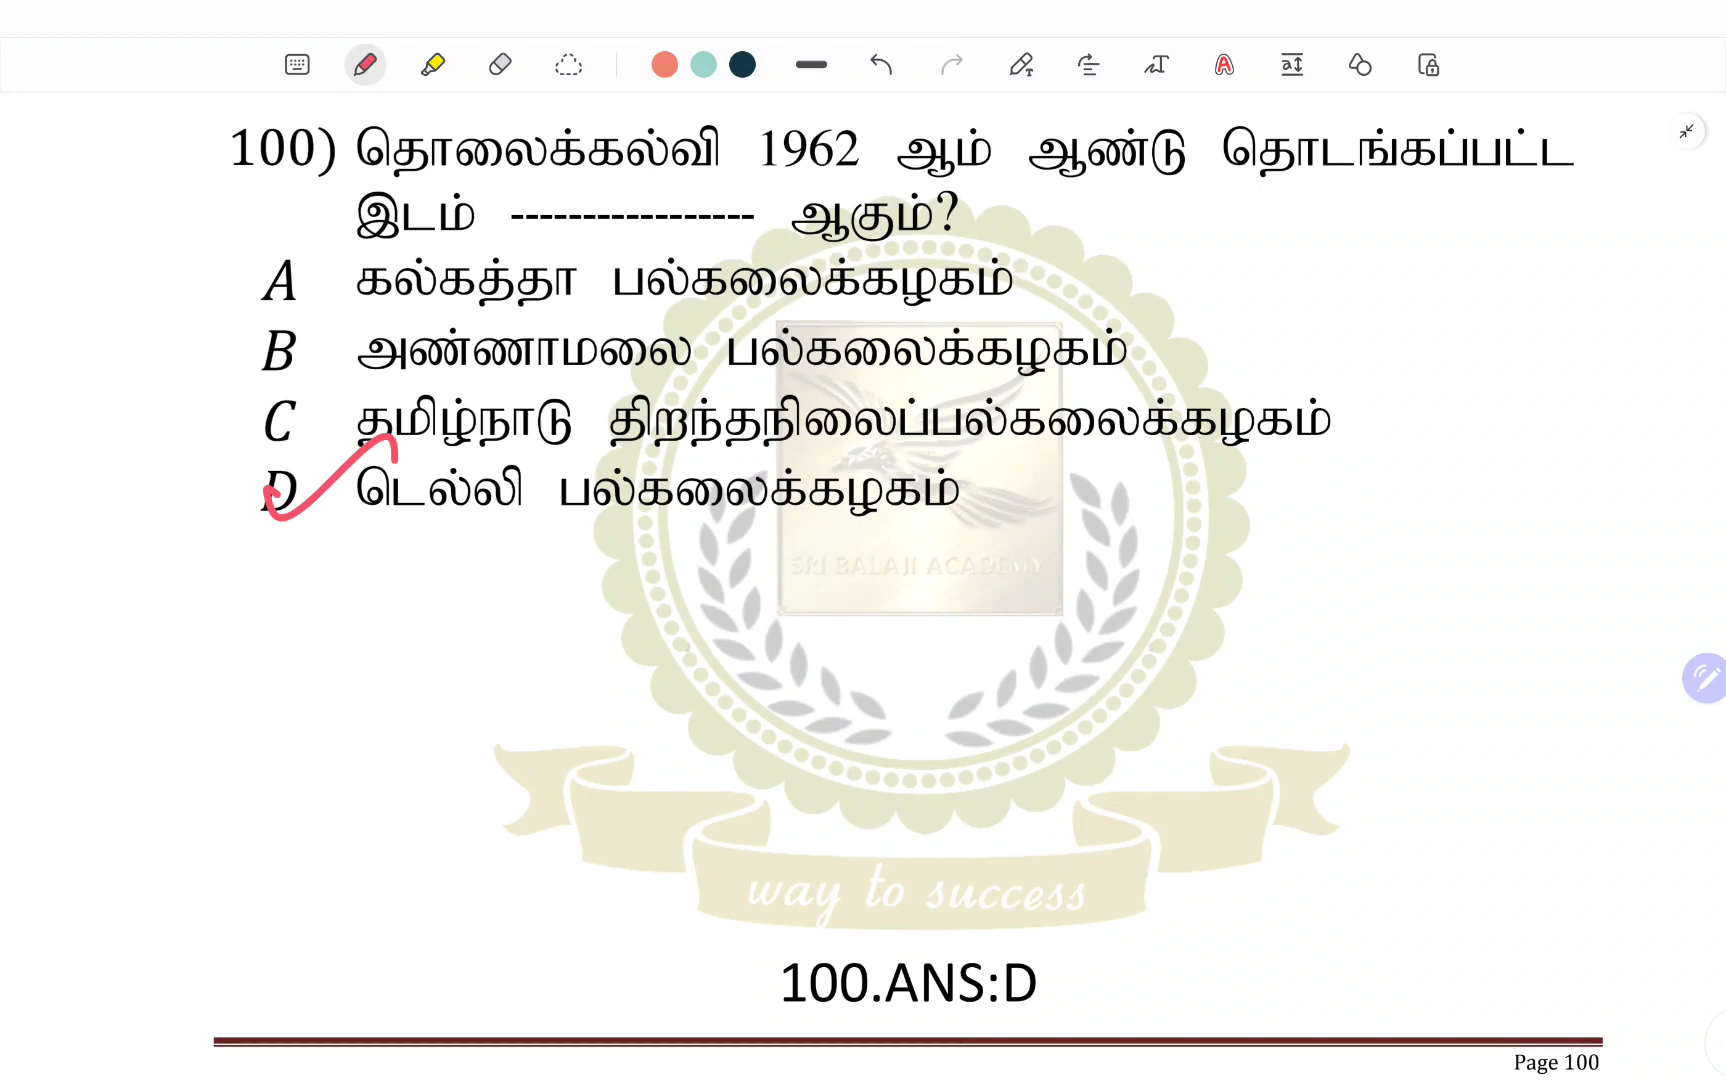 100) தொலைக்கல்வி 1962 ஆம் ஆண்டு தொடங்கப்பட்ட
இடம் ----------------- ஆகும்?
A கல்கத்தா பல்கலைக்கழகம்
B அண்ணாமலை பல்கலைக்கழகம்
C தமிழ்நாடு திறந்தநிலைப்பல்கலைக்கழகம்
D டெல்லி பல்கலைக்கழகம்
SRI BALAJI ACADEMY
way to success
100.ANS:D
Page 100